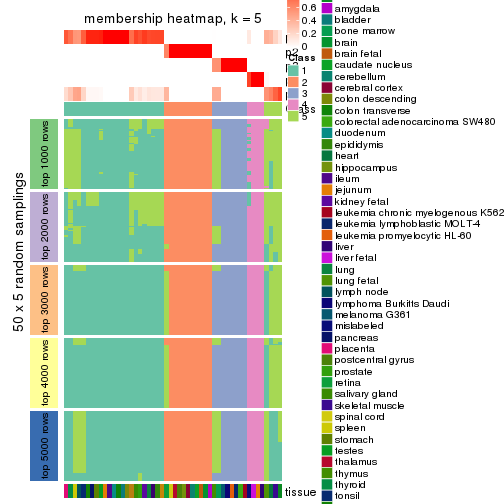 membership heatmap, k = 5
50 x 5 random samplings
top 1000 rows
top 2000 rows
top 3000 rows
top 4000 rows
top 5000 rows
0.6
0.4
0.2
0
Class
1
2
3
4
5
tissue
amygdala
bladder
bone marrow
brain
brain fetal
caudate nucleus
cerebellum
cerebral cortex
colon descending
colon transverse
colorectal adenocarcinoma SW480
duodenum
epididymis
heart
hippocampus
ileum
jejunum
kidney fetal
leukemia chronic myelogenous K562
leukemia lymphoblastic MOLT-4
leukemia promyelocytic HL-60
liver
liver fetal
lung
lung fetal
lymph node
lymphoma Burkitts Daudi
melanoma G361
mislabeled
pancreas
placenta
postcentral gyrus
prostate
retina
salivary gland
skeletal muscle
spinal cord
spleen
stomach
testes
thalamus
thymus
thyroid
tonsil